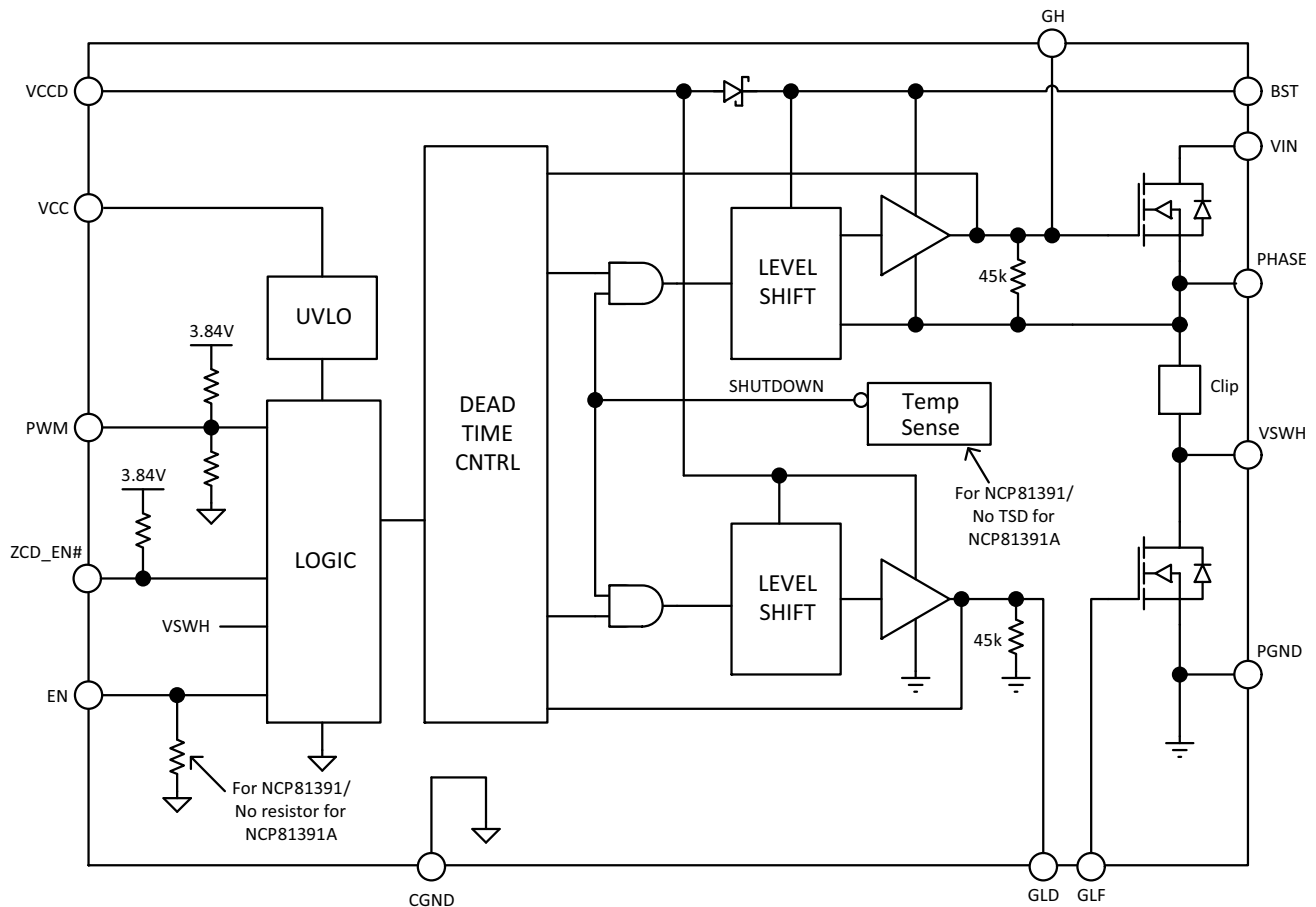 GH
VCCD
BST
VIN
VCC
LEVEL
SHIFT
45k
PHASE
UVLO
3.84V
SHUTDOWN
Temp
Sense
Clip
DEAD
TIME
CNTRL
PWM
VSWH
3.84V
For NCP81391/
No TSD for
NCP81391A
ZCD_EN#
LOGIC
LEVEL
SHIFT
VSWH
45k
PGND
EN
For NCP81391/
No resistor for
NCP81391A
CGND
GLD
GLF